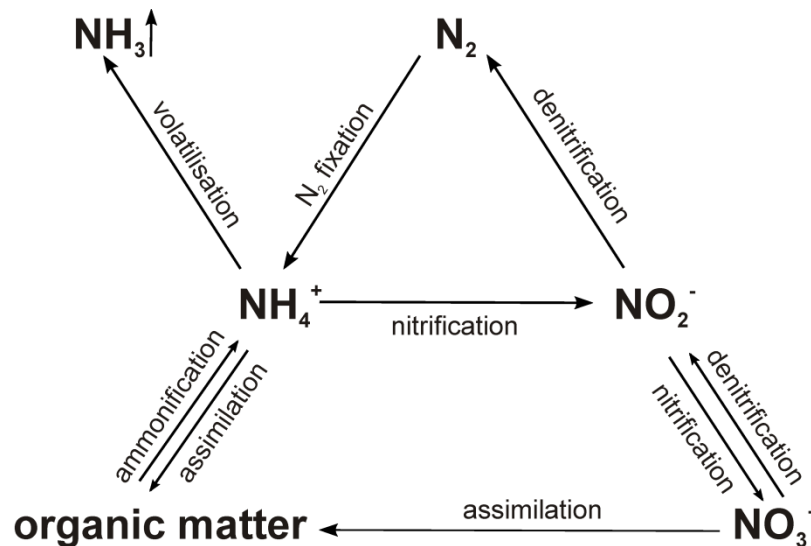 NH₃↑
N₂
volatilisation
N₂ fixation
denitrification
NH₄⁺
nitrification
NO₂⁻
ammonification
assimilation
nitrification
denitrification
organic matter
assimilation
NO₃⁻